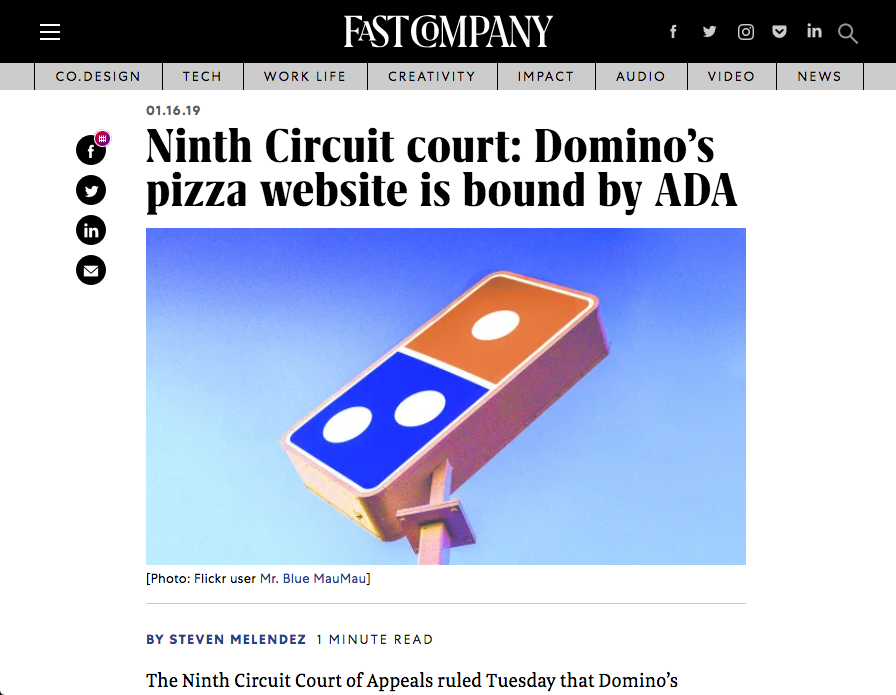 FAST COMPANY
CO.DESIGN TECH WORK LIFE CREATIVITY IMPACT AUDIO VIDEO NEWS
01.16.19
Ninth Circuit court: Domino’s
pizza website is bound by ADA
[Photo: Flickr user Mr. Blue MauMau]
BY STEVEN MELENDEZ 1 MINUTE READ
The Ninth Circuit Court of Appeals ruled Tuesday that Domino’s